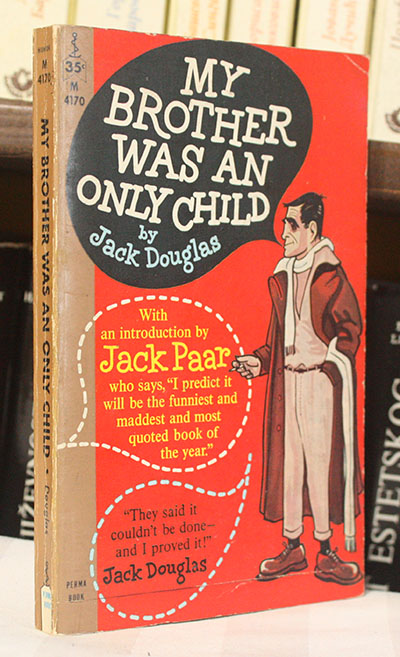 35¢
M
4170
MY
BROTHER
WAS AN
ONLY CHILD
by
Jack Douglas
With
an introduction by
Jack Paar
who says, "I predict it
will be the funniest and
maddest and most
quoted book of
the year."
"They said it
couldn't be done—
and I proved it!"
Jack Douglas
PERMA
BOOK
M
4170
MY BROTHER WAS AN ONLY CHILD • Douglas
ESTETSKOG